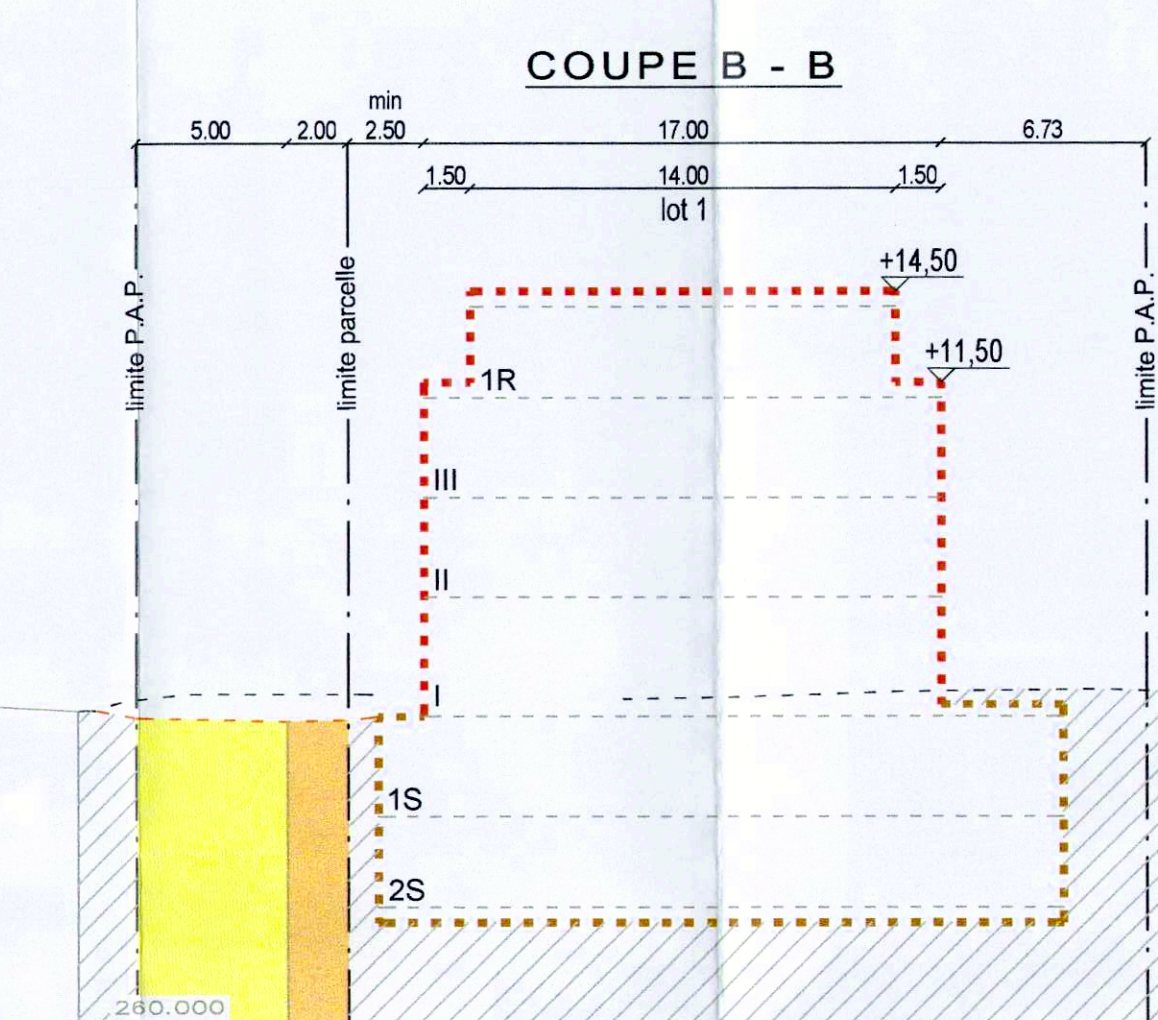 COUPE B - B
min
5.00 2.00 2.50 17.00 6.73
1.50 14.00 1.50
lot 1
+14,50
limite P.A.P.
limite parcelle
limite P.A.P.
+11,50
1R
III
II
I
1S
2S
260.000